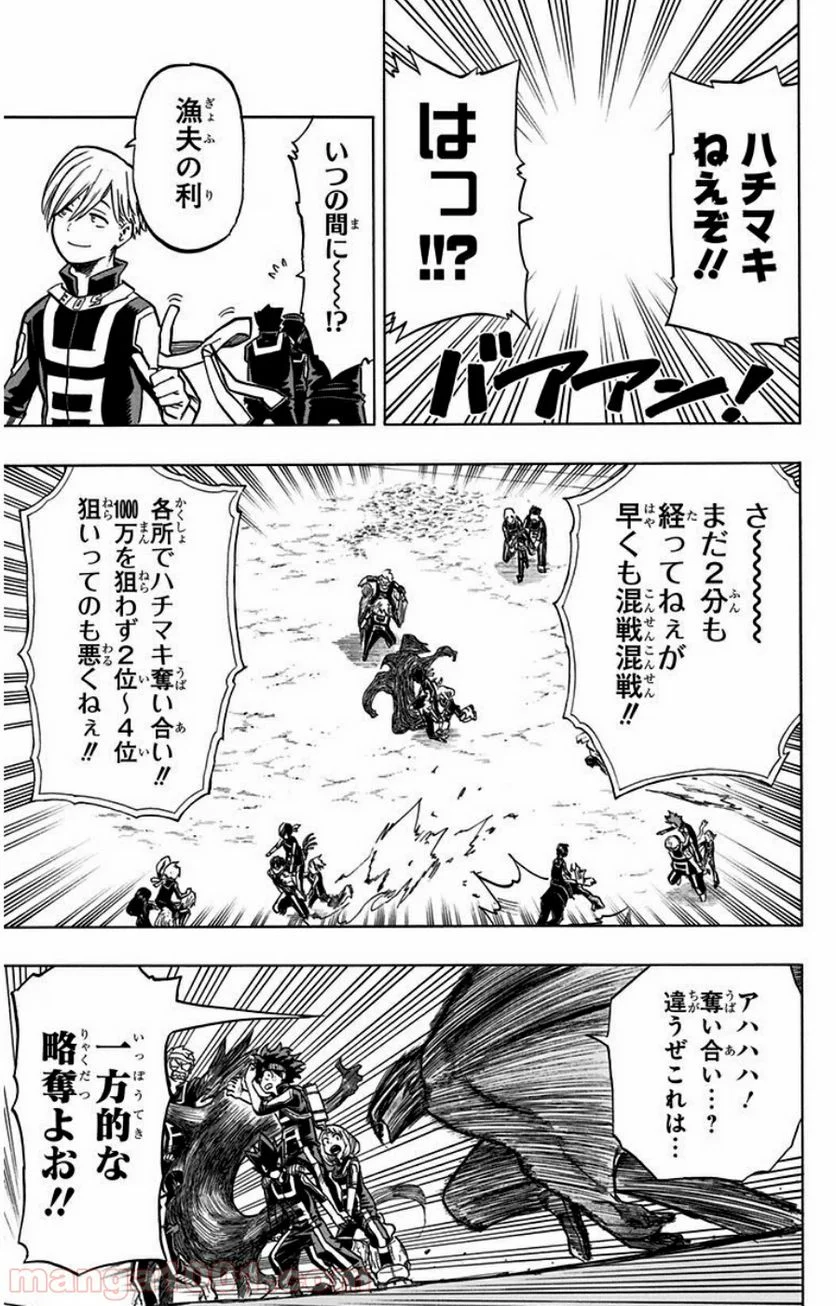 ハチマキ
ねえぞ!!
はっ!!?
バアアアン!
いつの間に〜〜〜!?
漁夫の利
さ〜〜〜〜
まだ2分も
経ってねぇが
早くも混戦混戦!!
各所でハチマキ奪い合い!!
1000万を狙わず2位〜4位
狙いってのも悪くねぇ!!
アハハハ!
奪い合い…?
違うぜこれは…
一方的な
略奪よお!!